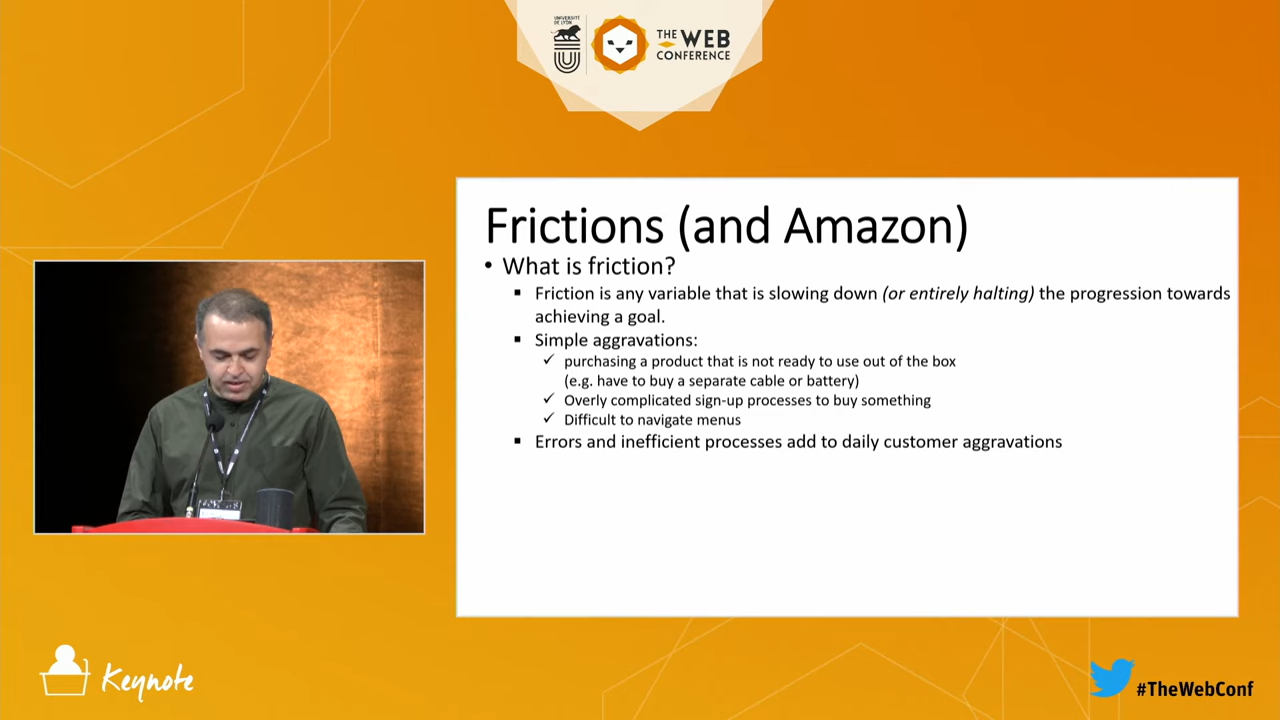 UNIVERSITÉ
DE LYON
THE WEB
CONFERENCE
Frictions (and Amazon)
• What is friction?
▪ Friction is any variable that is slowing down (or entirely halting) the progression towards
achieving a goal.
▪ Simple aggravations:
✓ purchasing a product that is not ready to use out of the box
(e.g. have to buy a separate cable or battery)
✓ Overly complicated sign-up processes to buy something
✓ Difficult to navigate menus
▪ Errors and inefficient processes add to daily customer aggravations
Keynote
#TheWebConf